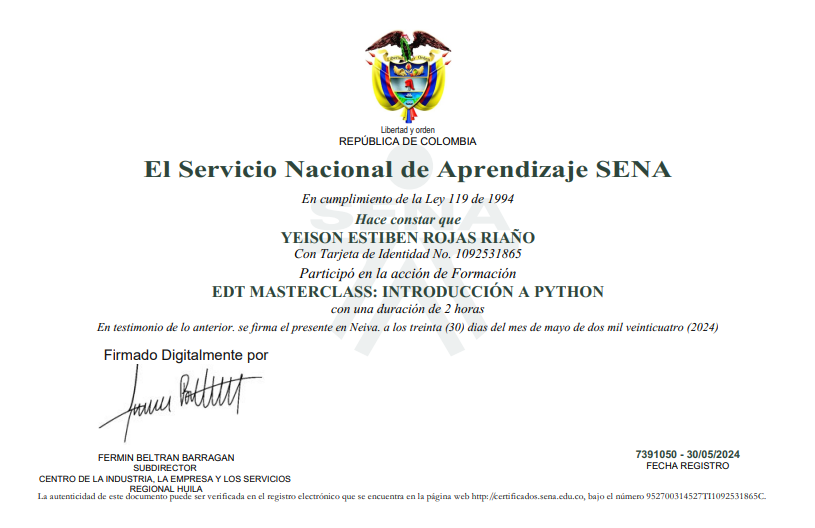 Libertad y orden
REPÚBLICA DE COLOMBIA
El Servicio Nacional de Aprendizaje SENA
En cumplimiento de la Ley 119 de 1994
SENA
Hace constar que
YEISON ESTIBEN ROJAS RIAÑO
Con Tarjeta de Identidad No. 1092531865
Participó en la acción de Formación
EDT MASTERCLASS: INTRODUCCIÓN A PYTHON
con una duración de 2 horas
En testimonio de lo anterior. se firma el presente en Neiva. a los treinta (30) dias del mes de mayo de dos mil veinticuatro (2024)
Firmado Digitalmente por
FERMIN BELTRAN BARRAGAN
SUBDIRECTOR
CENTRO DE LA INDUSTRIA, LA EMPRESA Y LOS SERVICIOS
REGIONAL HUILA
7391050 - 30/05/2024
FECHA REGISTRO
La autenticidad de este documento puede ser verificada en el registro electrónico que se encuentra en la página web http://certificados.sena.edu.co, bajo el número 952700314527TI1092531865C.